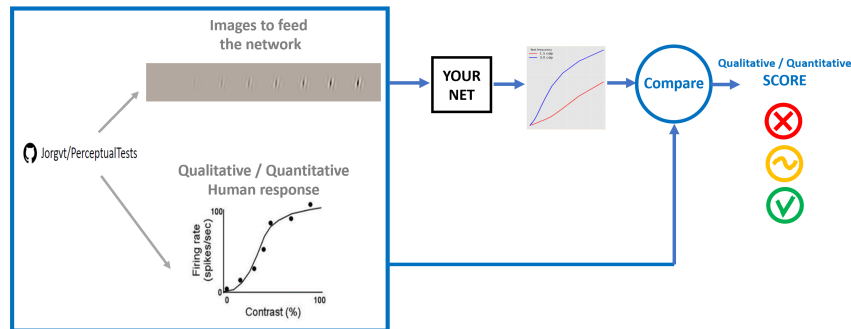 Images to feed
the network
Jorgvt/PerceptualTests
Qualitative / Quantitative
Human response
100
Firing rate
(spikes/sec)
0
0
100
Contrast (%)
YOUR
NET
Compare
Qualitative / Quantitative
SCORE